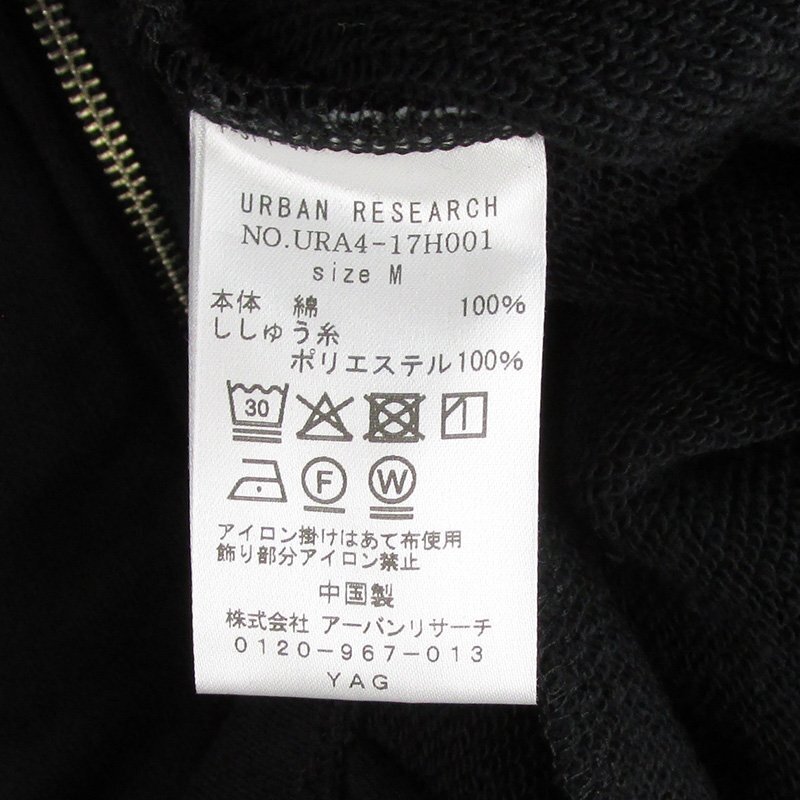 URBAN RESEARCH
NO.URA4-17H001
size M
本体 綿 100%
ししゅう糸
ポリエステル100%
30
F W
アイロン掛けはあて布使用
飾り部分アイロン禁止
中国製
株式会社 アーバンリサーチ
0120-967-013
YAG